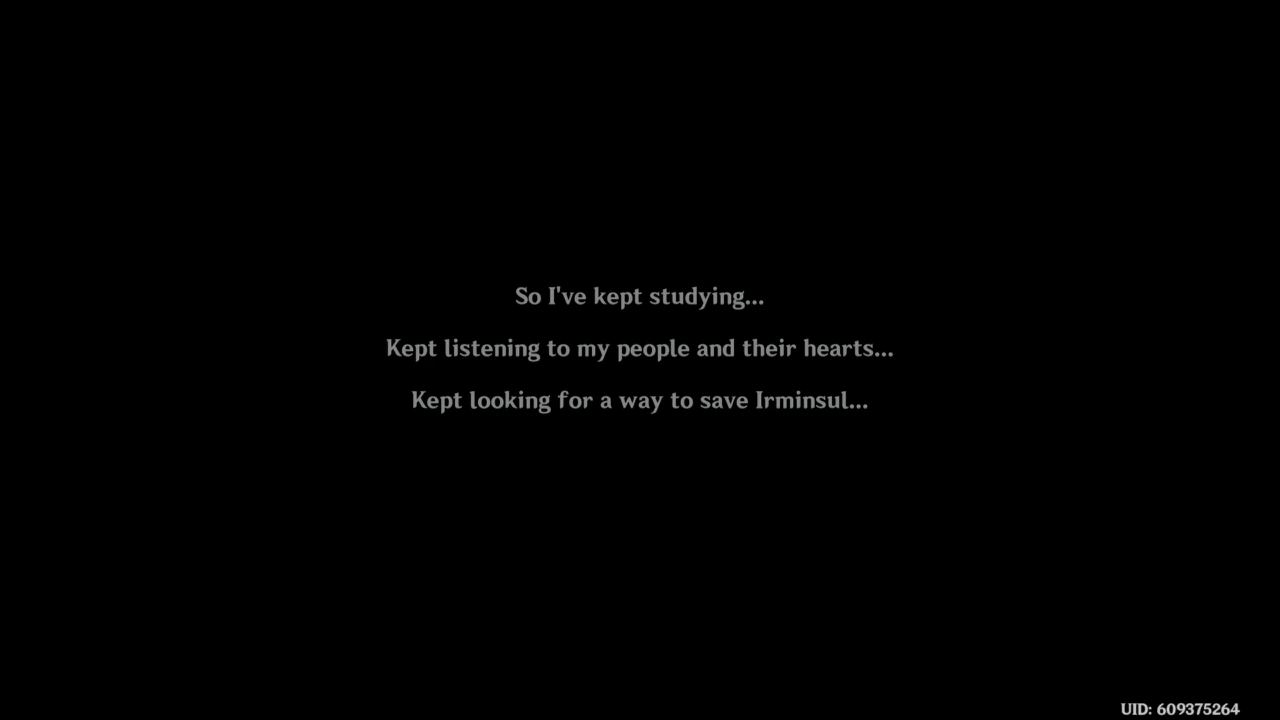 So I've kept studying...
Kept listening to my people and their hearts...
Kept looking for a way to save Irminsul...
UID: 609375264